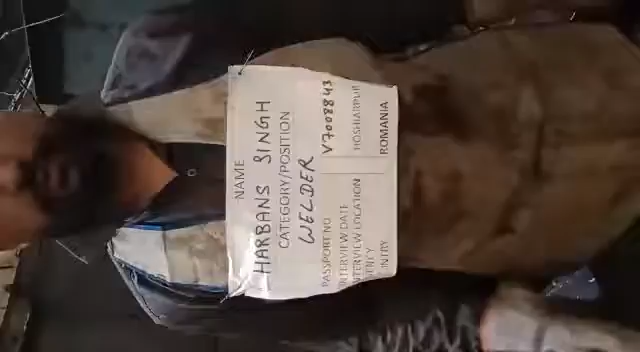 NAME
HARBANS SINGH
CATEGORY/POSITION
WELDER
PASSPORT NO V7008843
INTERVIEW DATE
INTERVIEW LOCATION HOSHIARPUR
ROMANIA